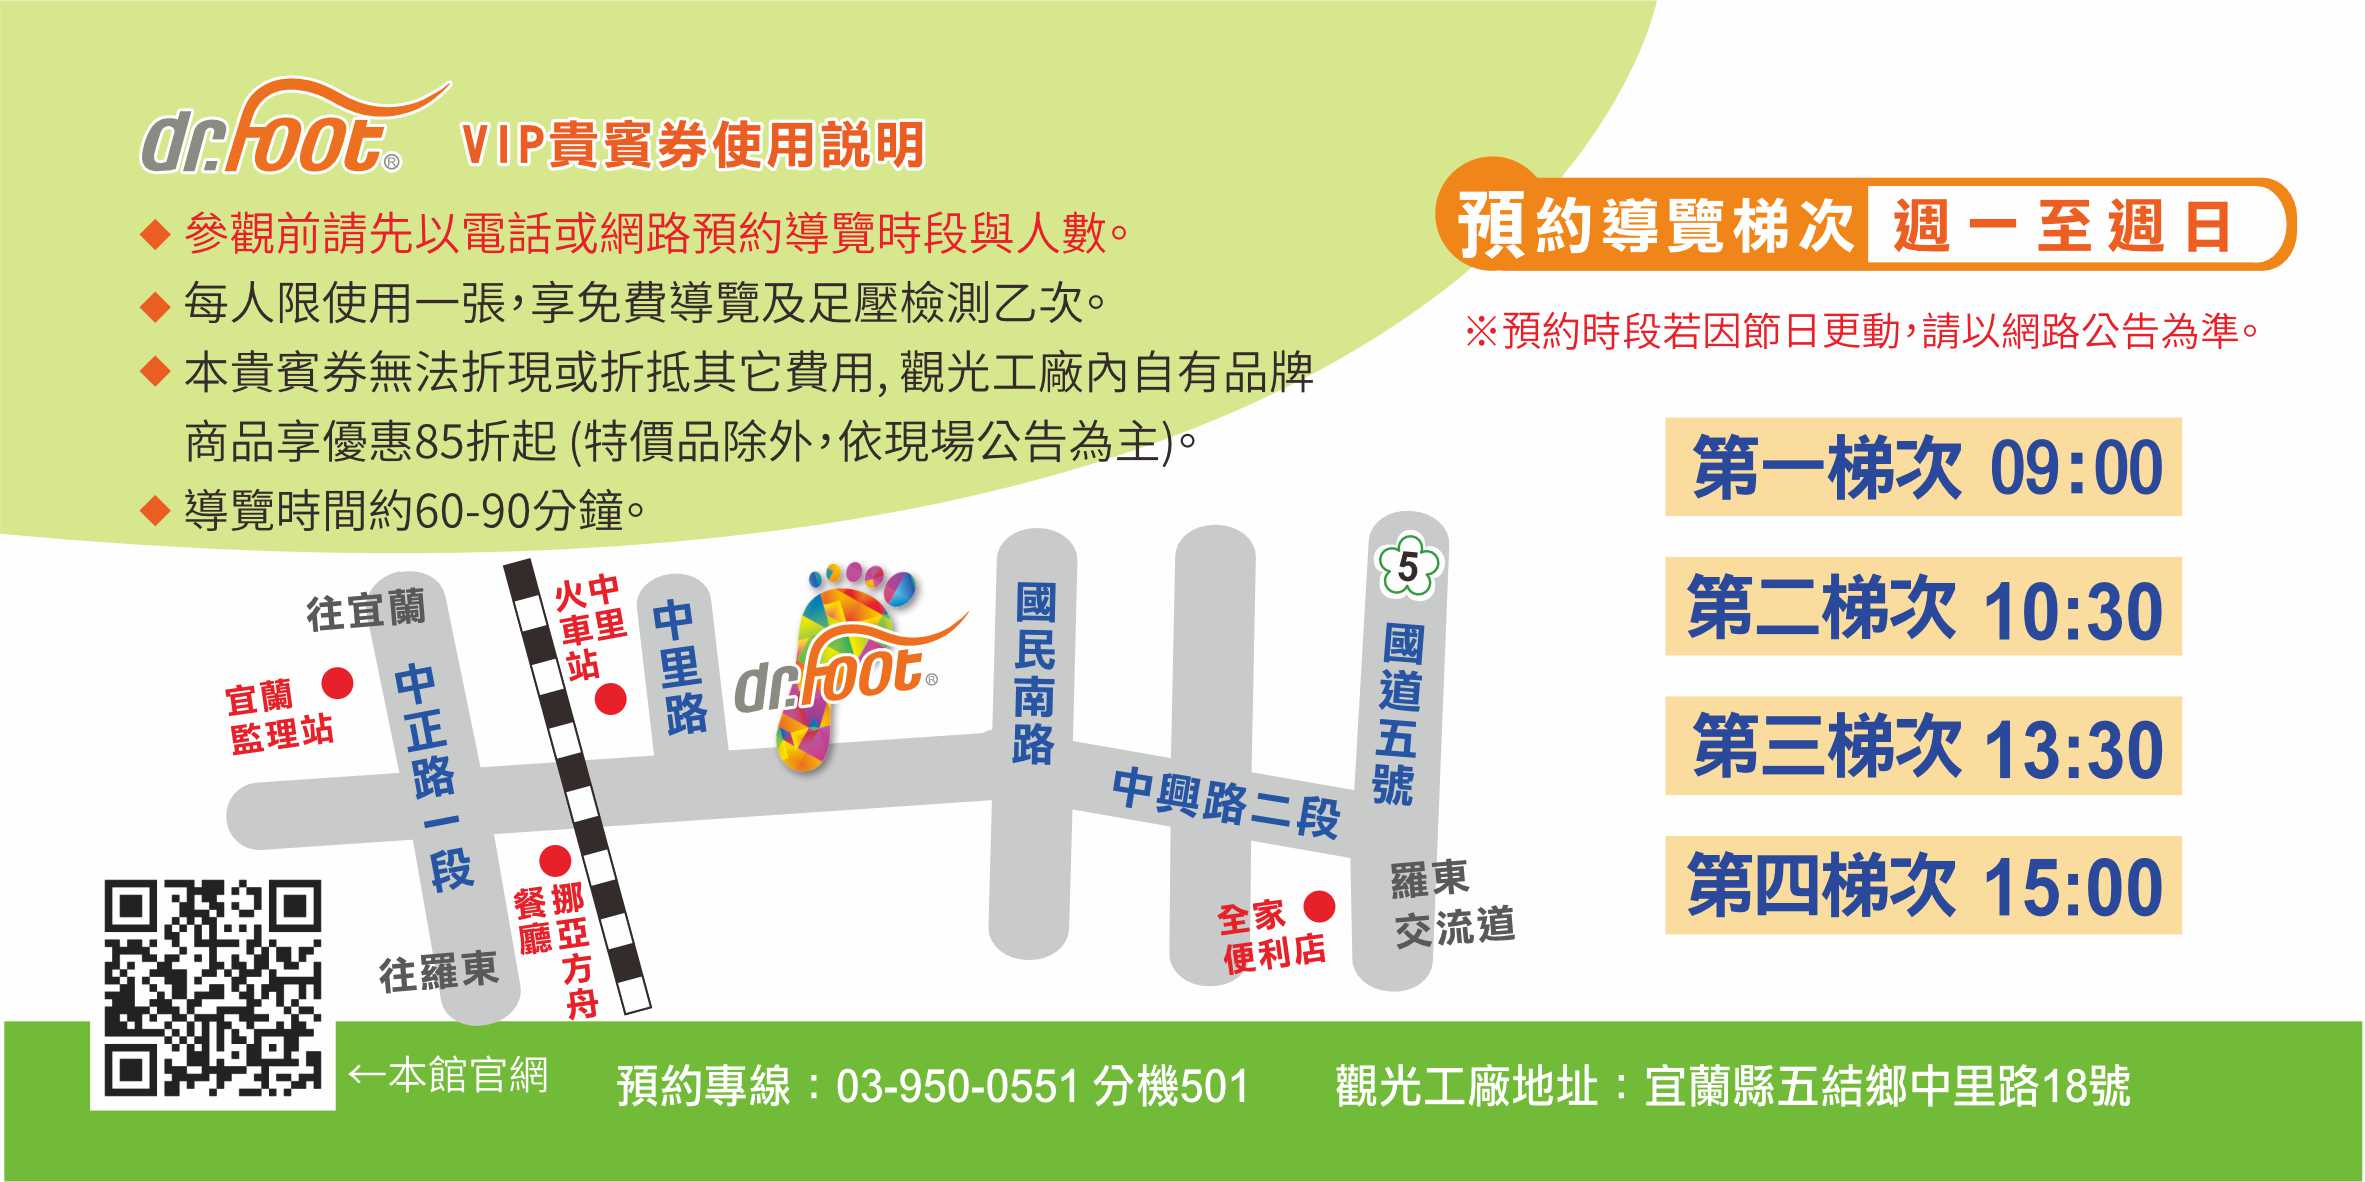 dr.foot® VIP貴賓券使用説明
◆ 參觀前請先以電話或網路預約導覽時段與人數。
◆ 每人限使用一張，享免費導覽及足壓檢測乙次。
◆ 本貴賓券無法折現或折抵其它費用, 觀光工廠內自有品牌
商品享優惠85折起 (特價品除外，依現場公告為主)。
◆ 導覽時間約60-90分鐘。
預約導覽梯次 週一至週日
※預約時段若因節日更動，請以網路公告為準。
第一梯次 09:00
第二梯次 10:30
第三梯次 13:30
第四梯次 15:00
往宜蘭
宜蘭
監理站
中正路一段
往羅東
中里
火車站
中里路
dr.foot®
挪亞方舟
餐廳
國民南路
中興路二段
5
國道五號
羅東
交流道
全家
便利店
←本館官網
預約專線：03-950-0551 分機501
觀光工廠地址：宜蘭縣五結鄉中里路18號